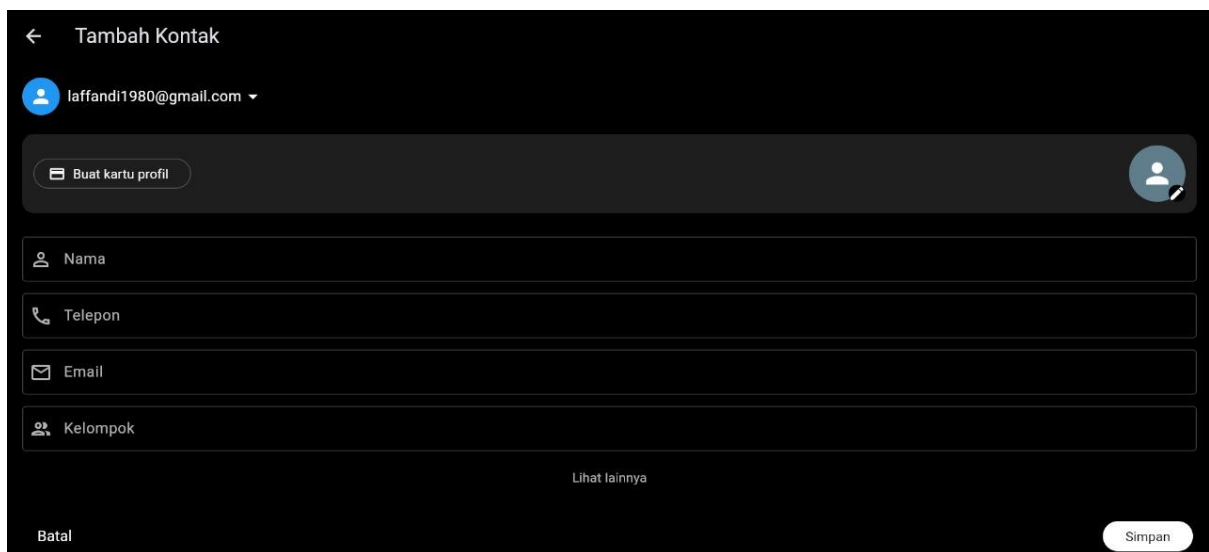 Tambah Kontak
laffandi1980@gmail.com
Buat kartu profil
Nama
Telepon
Email
Kelompok
Lihat lainnya
Batal
Simpan